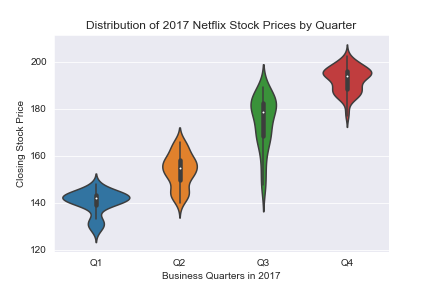 Distribution of 2017 Netflix Stock Prices by Quarter
200
180
160
140
120
Closing Stock Price
Q1 Q2 Q3 Q4
Business Quarters in 2017